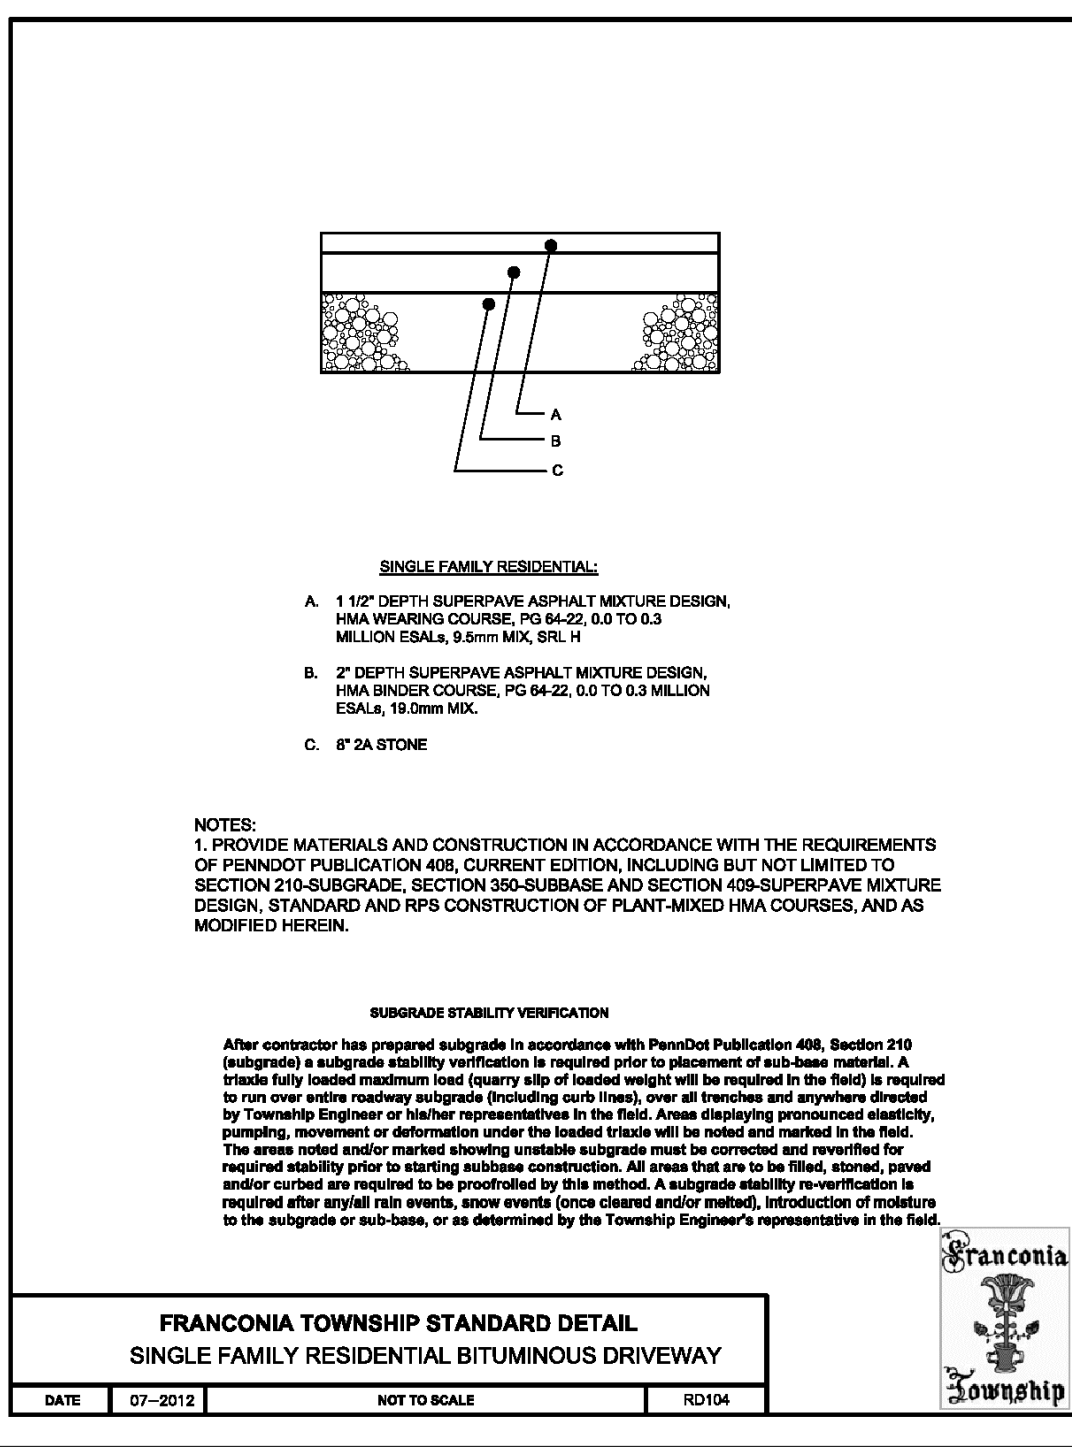 A
B
C
SINGLE FAMILY RESIDENTIAL:
A. 1 1/2" DEPTH SUPERPAVE ASPHALT MIXTURE DESIGN,
HMA WEARING COURSE, PG 64-22, 0.0 TO 0.3
MILLION ESALs, 9.5mm MIX, SRL H
B. 2" DEPTH SUPERPAVE ASPHALT MIXTURE DESIGN,
HMA BINDER COURSE, PG 64-22, 0.0 TO 0.3 MILLION
ESALs, 19.0mm MIX.
C. 8" 2A STONE
NOTES:
1. PROVIDE MATERIALS AND CONSTRUCTION IN ACCORDANCE WITH THE REQUIREMENTS
OF PENNDOT PUBLICATION 408, CURRENT EDITION, INCLUDING BUT NOT LIMITED TO
SECTION 210-SUBGRADE, SECTION 350-SUBBASE AND SECTION 409-SUPERPAVE MIXTURE
DESIGN, STANDARD AND RPS CONSTRUCTION OF PLANT-MIXED HMA COURSES, AND AS
MODIFIED HEREIN.
SUBGRADE STABILITY VERIFICATION
After contractor has prepared subgrade in accordance with PennDot Publication 408, Section 210
(subgrade) a subgrade stability verification is required prior to placement of sub-base material. A
triaxle fully loaded maximum load (quarry slip of loaded weight will be required in the field) is required
to run over entire roadway subgrade (including curb lines), over all trenches and anywhere directed
by Township Engineer or his/her representatives in the field. Areas displaying pronounced elasticity,
pumping, movement or deformation under the loaded triaxle will be noted and marked in the field.
The areas noted and/or marked showing unstable subgrade must be corrected and reverified for
required stability prior to starting subbase construction. All areas that are to be filled, stoned, paved
and/or curbed are required to be proofrolled by this method. A subgrade stability re-verification is
required after any/all rain events, snow events (once cleared and/or melted), introduction of moisture
to the subgrade or sub-base, or as determined by the Township Engineer's representative in the field.
Franconia
Township
FRANCONIA TOWNSHIP STANDARD DETAIL
SINGLE FAMILY RESIDENTIAL BITUMINOUS DRIVEWAY
DATE 07-2012 NOT TO SCALE RD104